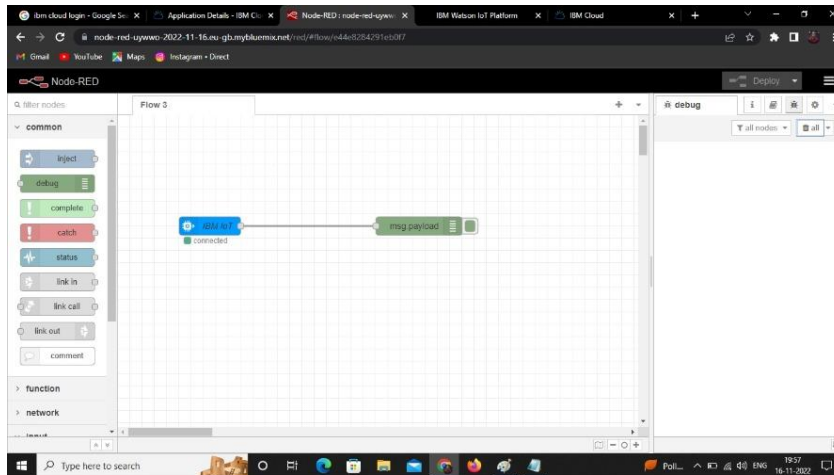 ibm cloud login - Google Se
Application Details - IBM Clo
Node-RED : node-red-uyww
IBM Watson IoT Platform
IBM Cloud
node-red-uywwo-2022-11-16.eu-gb.mybluemix.net/red/#flow/e44e8284291eb0f7
Gmail
YouTube
Maps
Instagram • Direct
Node-RED
Deploy
filter nodes
Flow 3
debug
all nodes
all
common
inject
debug
complete
catch
status
link in
link call
link out
comment
function
network
input
IBM IoT
connected
msg.payload
Type here to search
Poll...
ENG
19:57
16-11-2022